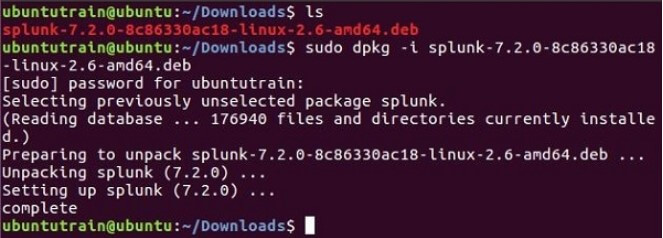 ubuntutrain@ubuntu:~/Downloads$ ls
splunk-7.2.0-8c86330ac18-linux-2.6-amd64.deb
ubuntutrain@ubuntu:~/Downloads$ sudo dpkg -i splunk-7.2.0-8c86330ac18
-linux-2.6-amd64.deb
[sudo] password for ubuntutrain:
Selecting previously unselected package splunk.
(Reading database ... 176940 files and directories currently installe
d.)
Preparing to unpack splunk-7.2.0-8c86330ac18-linux-2.6-amd64.deb ...
Unpacking splunk (7.2.0) ...
Setting up splunk (7.2.0) ...
complete
ubuntutrain@ubuntu:~/Downloads$